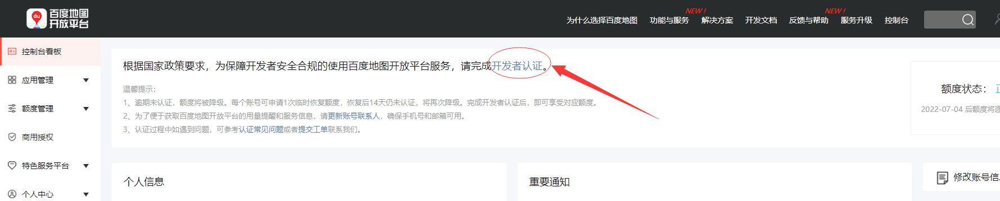 百度地图
开放平台
du
NEW !
NEW !
为什么选择百度地图 功能与服务 解决方案 开发文档 反馈与帮助 服务升级 控制台
控制台看板
应用管理
额度管理
商用授权
特色服务平台
个人中心
根据国家政策要求，为保障开发者安全合规的使用百度地图开放平台服务，请完成开发者认证。
温馨提示：
1、逾期未认证，额度将被降级。每个账号可申请1次临时恢复额度，恢复后14天仍未认证，将再次降级。完成开发者认证后，即可享受对应额度。
2、为了便于获取百度地图开放平台的用量提醒和服务信息，请更新账号联系人，确保手机号和邮箱可用。
3、认证过程中如遇到问题，可参考认证常见问题或者提交工单联系我们。
额度状态：
2022-07-04 后额度将逐
个人信息
重要通知
修改账号信